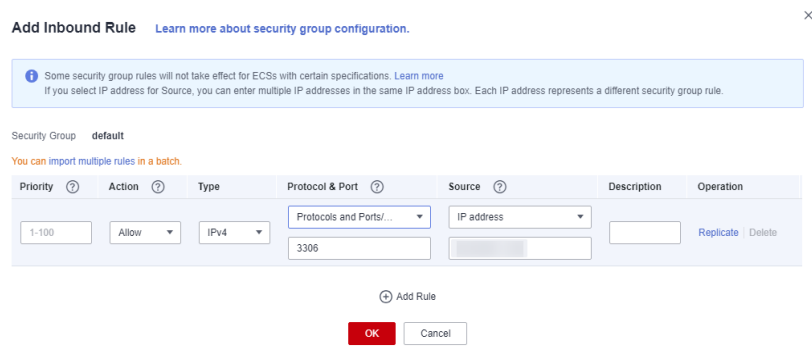 Add Inbound Rule Learn more about security group configuration.
Some security group rules will not take effect for ECSs with certain specifications. Learn more
If you select IP address for Source, you can enter multiple IP addresses in the same IP address box. Each IP address represents a different security group rule.
Security Group default
You can import multiple rules in a batch.
Priority ? Action ? Type Protocol & Port ? Source ? Description Operation
Protocols and Ports/... IP address
1-100 Allow IPv4 Replicate Delete
3306
Add Rule
OK Cancel